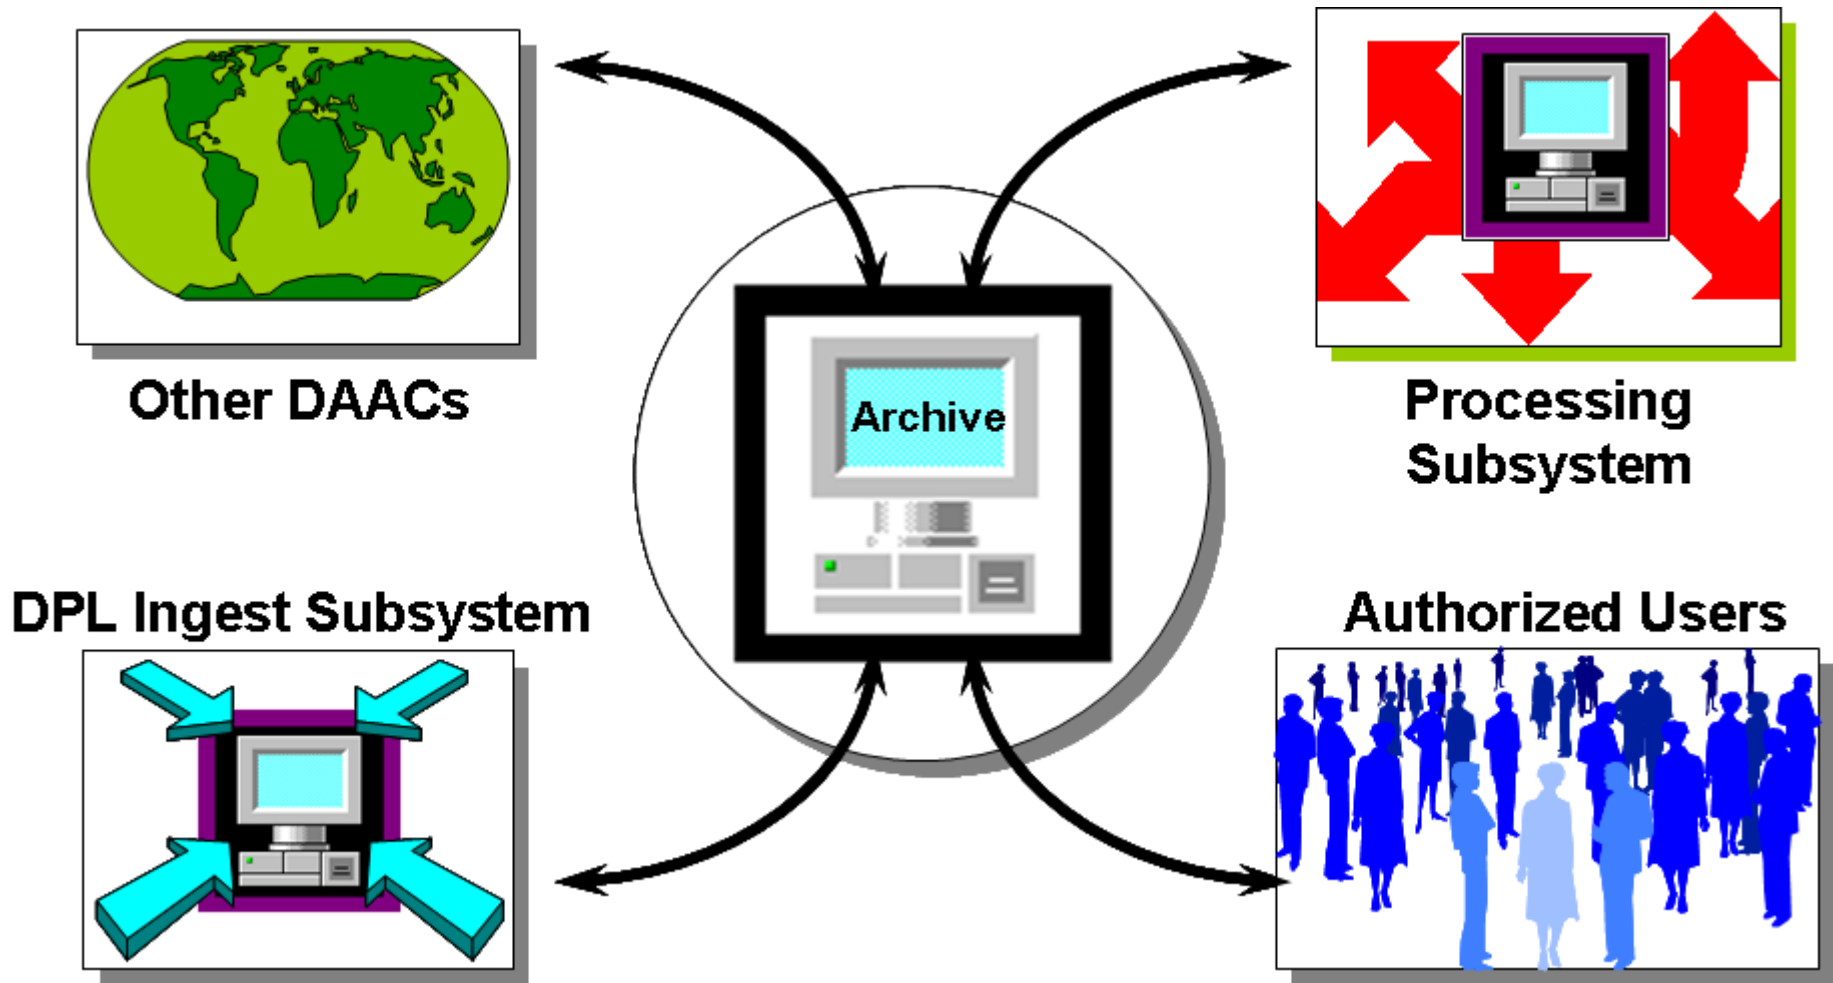 Other DAACs
Processing
Subsystem
Archive
DPL Ingest Subsystem
Authorized Users